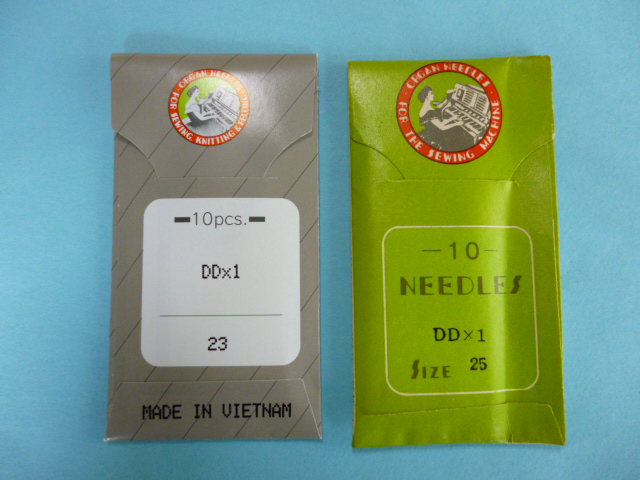 ORGAN NEEDLES
FOR SEWING KNITTING
10pcs.
DD×1
23
MADE IN VIETNAM
ORGAN NEEDLES
FOR THE SEWING MACHINE
-10-
NEEDLES
DD×1
SIZE 25